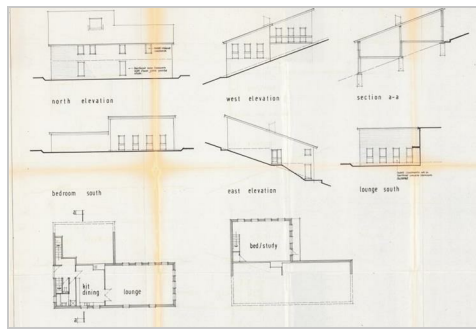 north elevation
west elevation
section a-a
bedroom south
east elevation
lounge south
bed/study
kit
dining
lounge